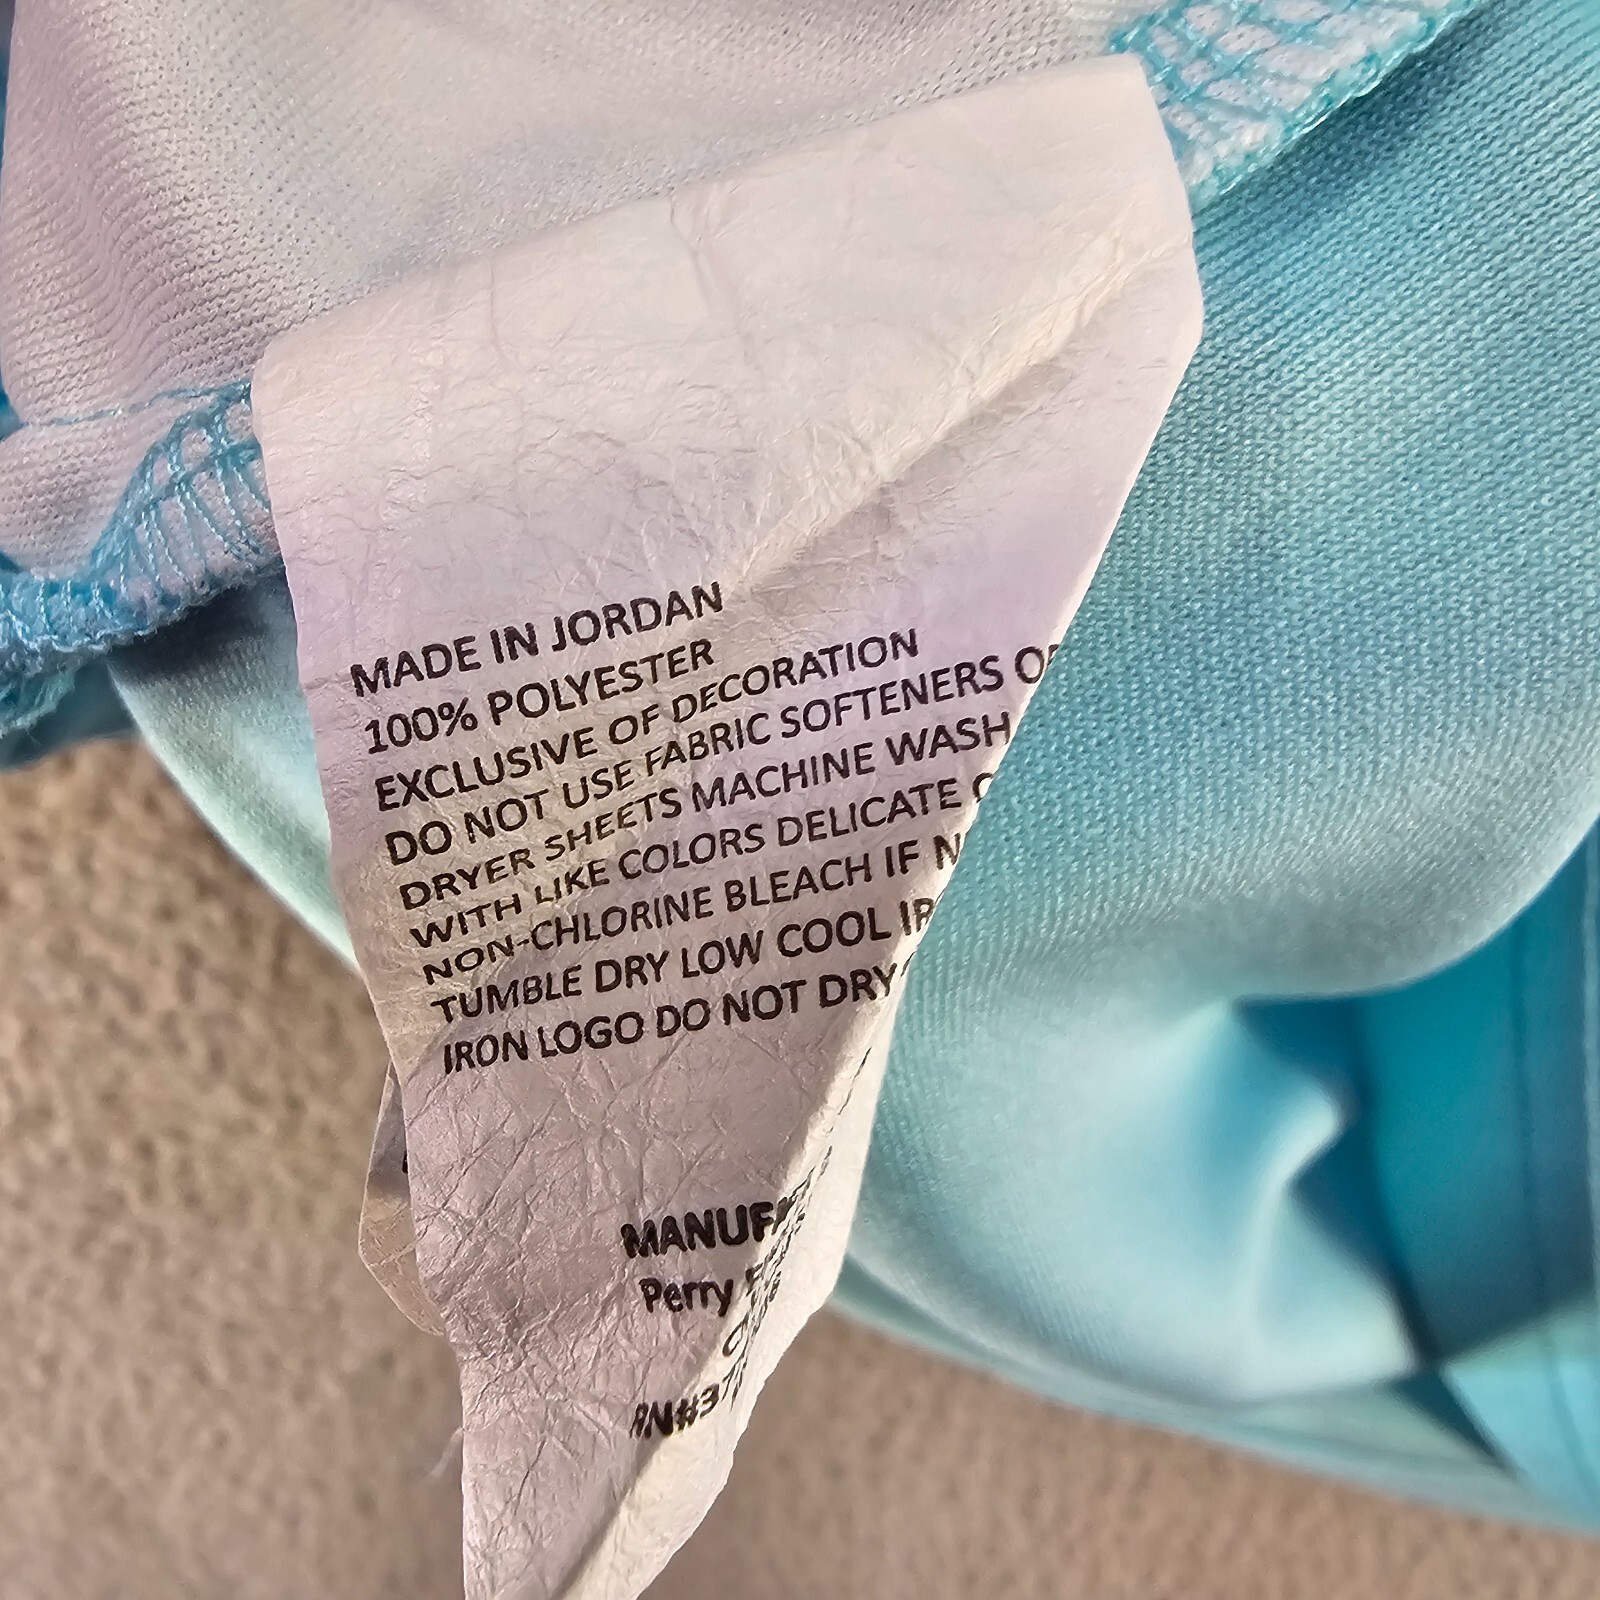 MADE IN JORDAN
100% POLYESTER
EXCLUSIVE OF DECORATION
DO NOT USE FABRIC SOFTENERS
DRYER SHEETS MACHINE WASH
WITH LIKE COLORS DELICATE
NON-CHLORINE BLEACH IF
TUMBLE DRY LOW COOL
IRON LOGO DO NOT DRY
Perry